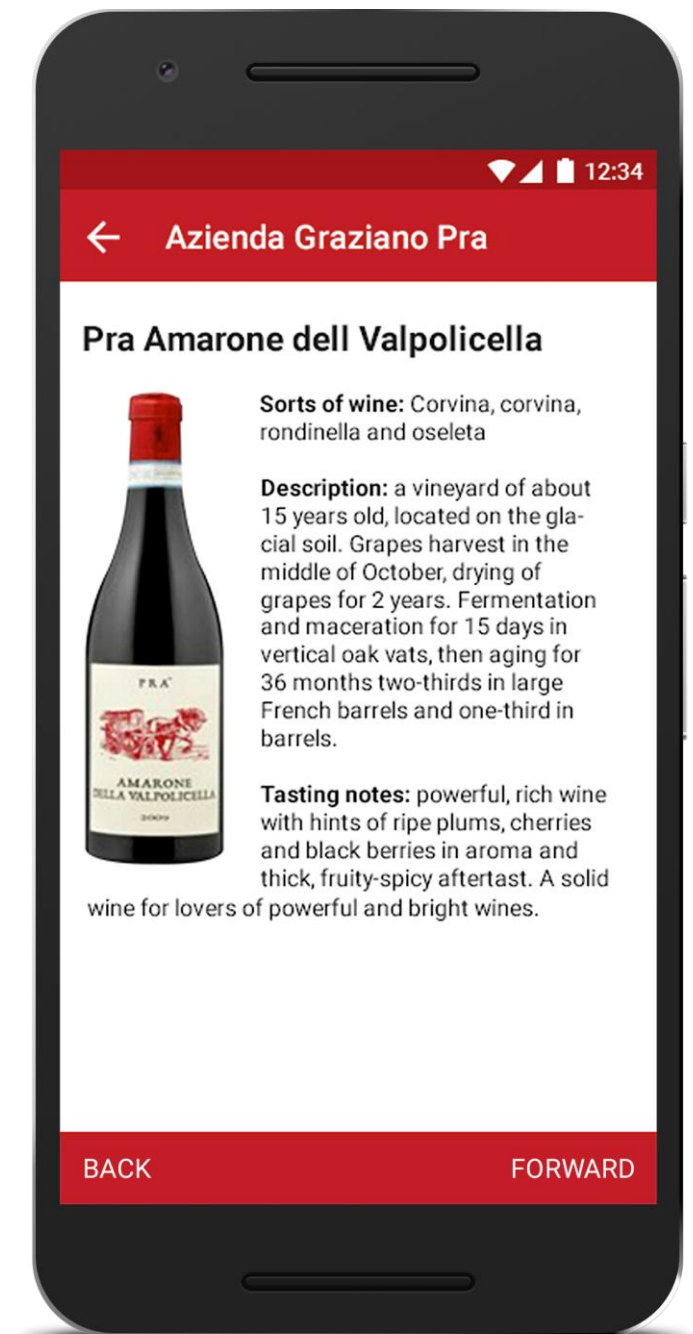 12:34
Azienda Graziano Pra
Pra Amarone dell Valpolicella
Sorts of wine: Corvina, corvina,
rondinella and oseleta
Description: a vineyard of about
15 years old, located on the gla-
cial soil. Grapes harvest in the
middle of October, drying of
grapes for 2 years. Fermentation
and maceration for 15 days in
vertical oak vats, then aging for
36 months two-thirds in large
French barrels and one-third in
barrels.
Tasting notes: powerful, rich wine
with hints of ripe plums, cherries
and black berries in aroma and
thick, fruity-spicy aftertast. A solid
wine for lovers of powerful and bright wines.
PRA'
AMARONE
DELLA VALPOLICELLA
2009
BACK
FORWARD